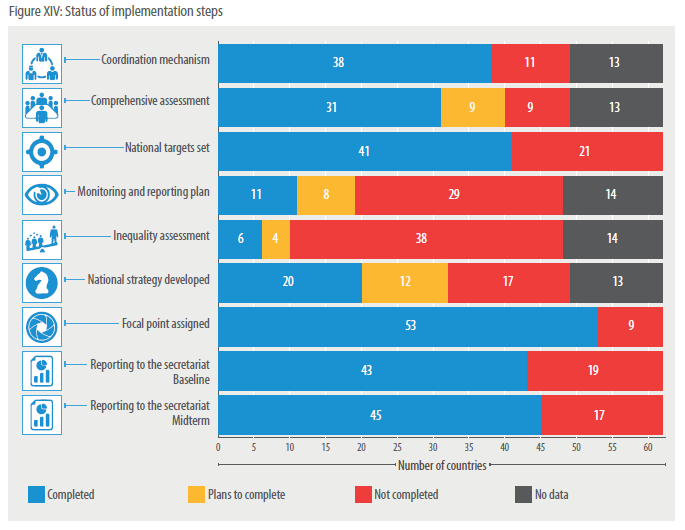 Figure XIV: Status of implementation steps
Coordination mechanism 38 11 13
Comprehensive assessment 31 9 9 13
National targets set 41 21
Monitoring and reporting plan 11 8 29 14
Inequality assessment 6 4 38 14
National strategy developed 20 12 17 13
Focal point assigned 53 9
Reporting to the secretariat
Baseline
43 19
Reporting to the secretariat
Midterm
45 17
0 5 10 15 20 25 30 35 40 45 50 55 60
Number of countries
Completed Plans to complete Not completed No data